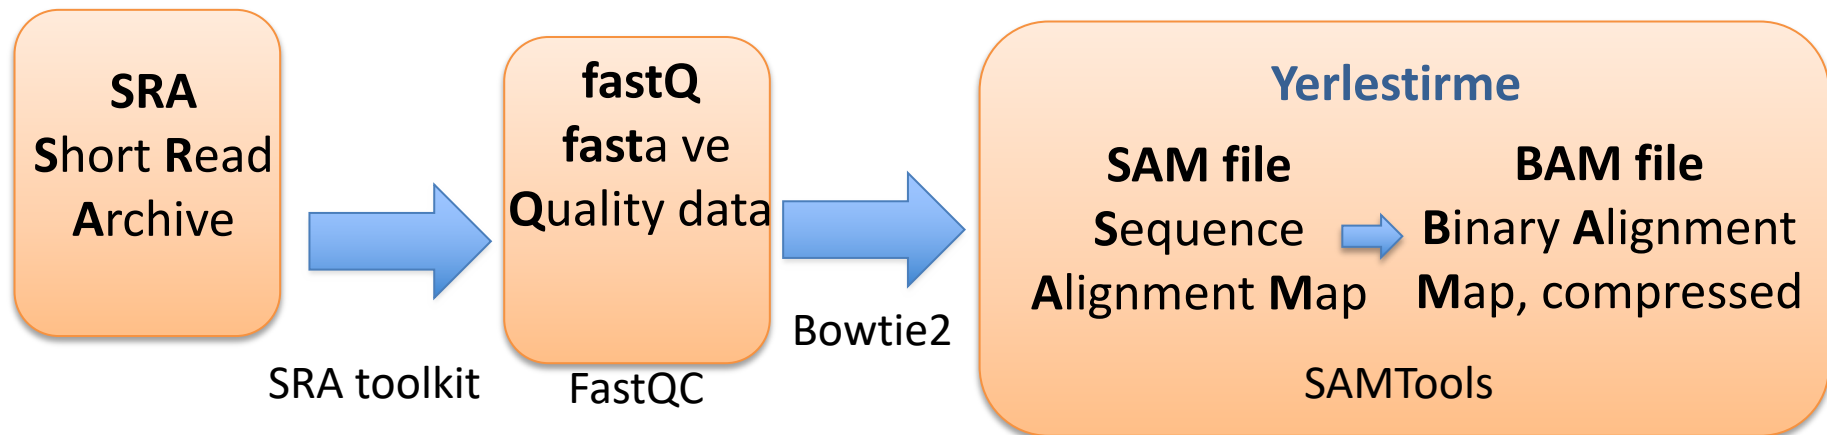 SRA
Short Read
Archive
SRA toolkit
fastQ
fasta ve
Quality data
FastQC
Bowtie2
Yerlestirme
SAM file
Sequence
Alignment Map
BAM file
Binary Alignment
Map, compressed
SAMTools